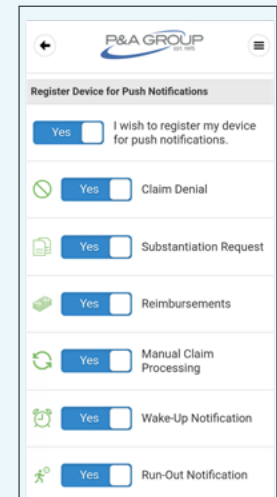 P&A GROUP
EST. 1975
Register Device for Push Notifications
Yes I wish to register my device
for push notifications.
Yes Claim Denial
Yes Substantiation Request
Yes Reimbursements
Yes Manual Claim
Processing
Yes Wake-Up Notification
Yes Run-Out Notification